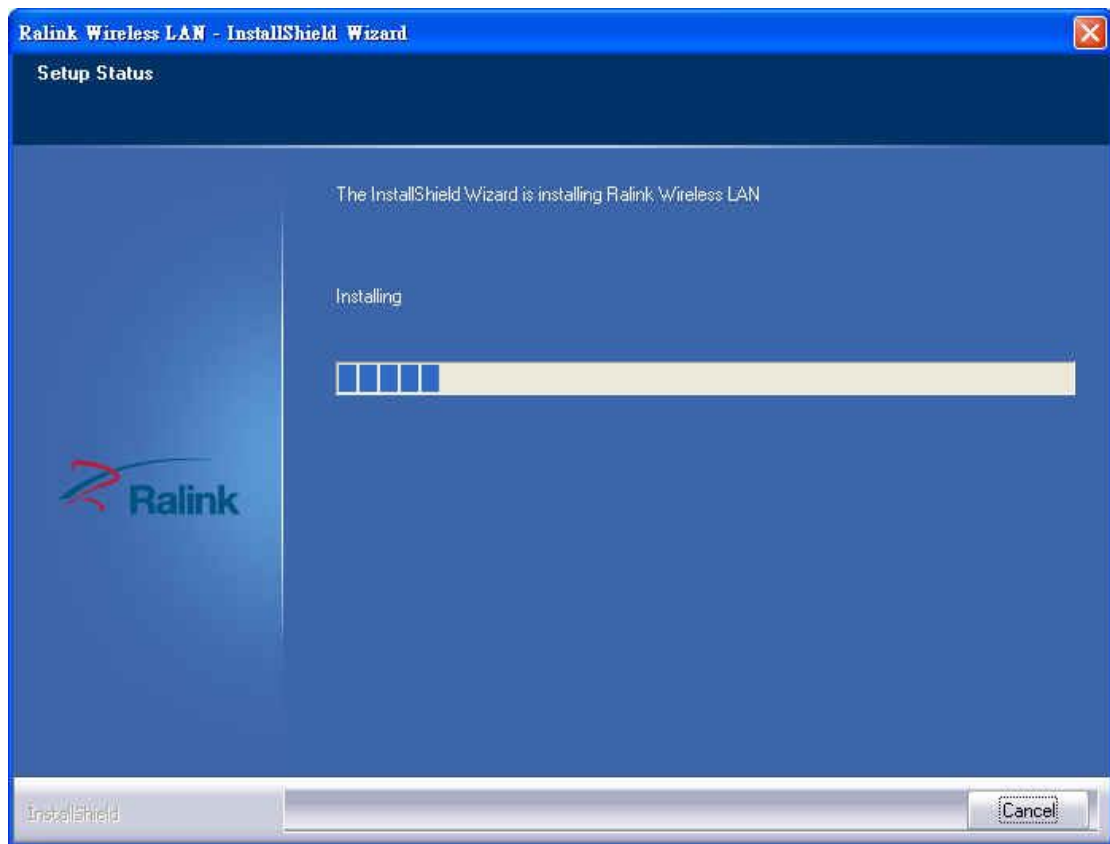 Ralink Wireless LAN - InstallShield Wizard
Setup Status
The InstallShield Wizard is installing Ralink Wireless LAN
Installing
Ralink
InstallShield
Cancel